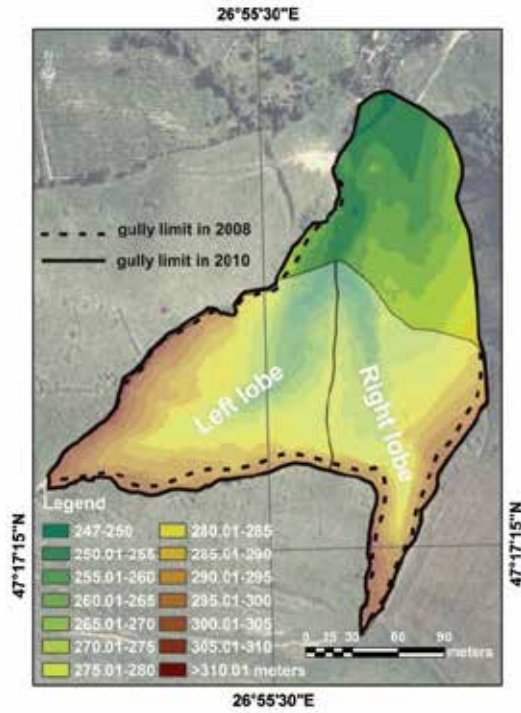 26°55'30"E
gully limit in 2008
gully limit in 2010
Left lobe
Right lobe
47°17'15"N
47°17'15"N
Legend
247-250
250.01-255
255.01-260
260.01-265
265.01-270
270.01-275
275.01-280
280.01-285
285.01-290
290.01-295
295.01-300
300.01-305
305.01-310
>310.01 meters
0 15 30 60 90
meters
26°55'30"E